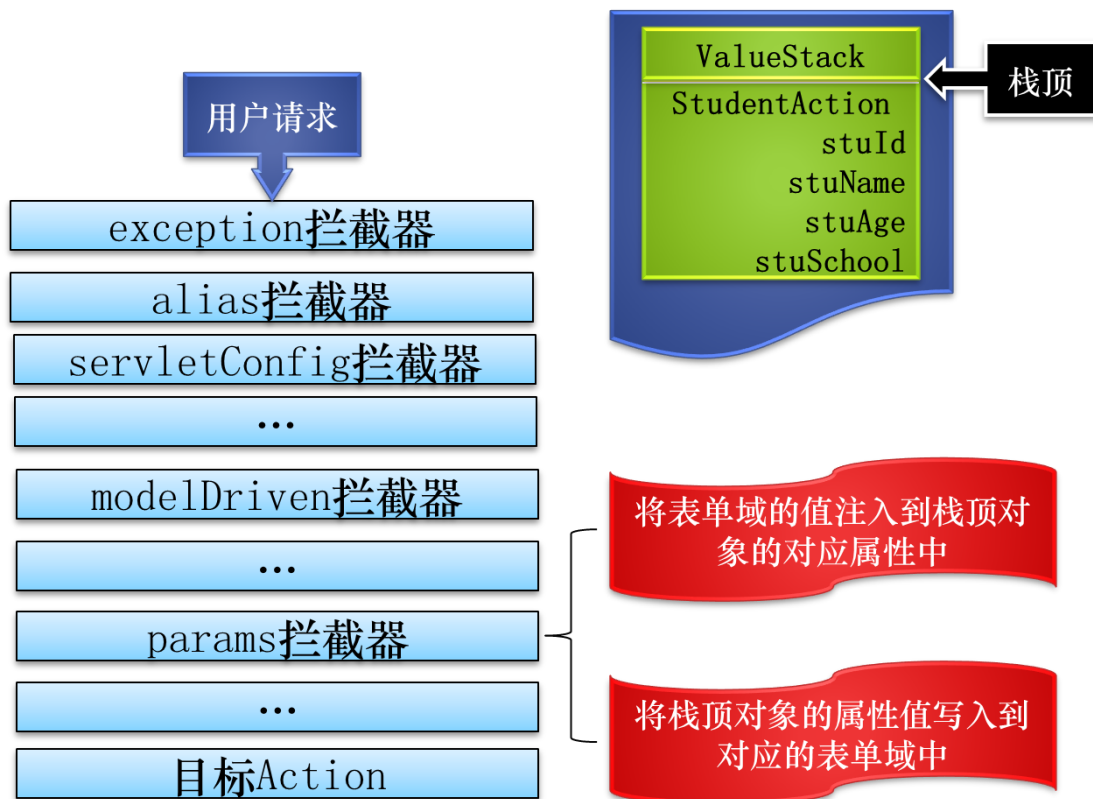 用户请求
exception拦截器
alias拦截器
servletConfig拦截器
…
modelDriven拦截器
…
params拦截器
…
目标Action
ValueStack
StudentAction
stuId
stuName
stuAge
stuSchool
栈顶
将表单域的值注入到栈顶对
象的对应属性中
将栈顶对象的属性值写入到
对应的表单域中